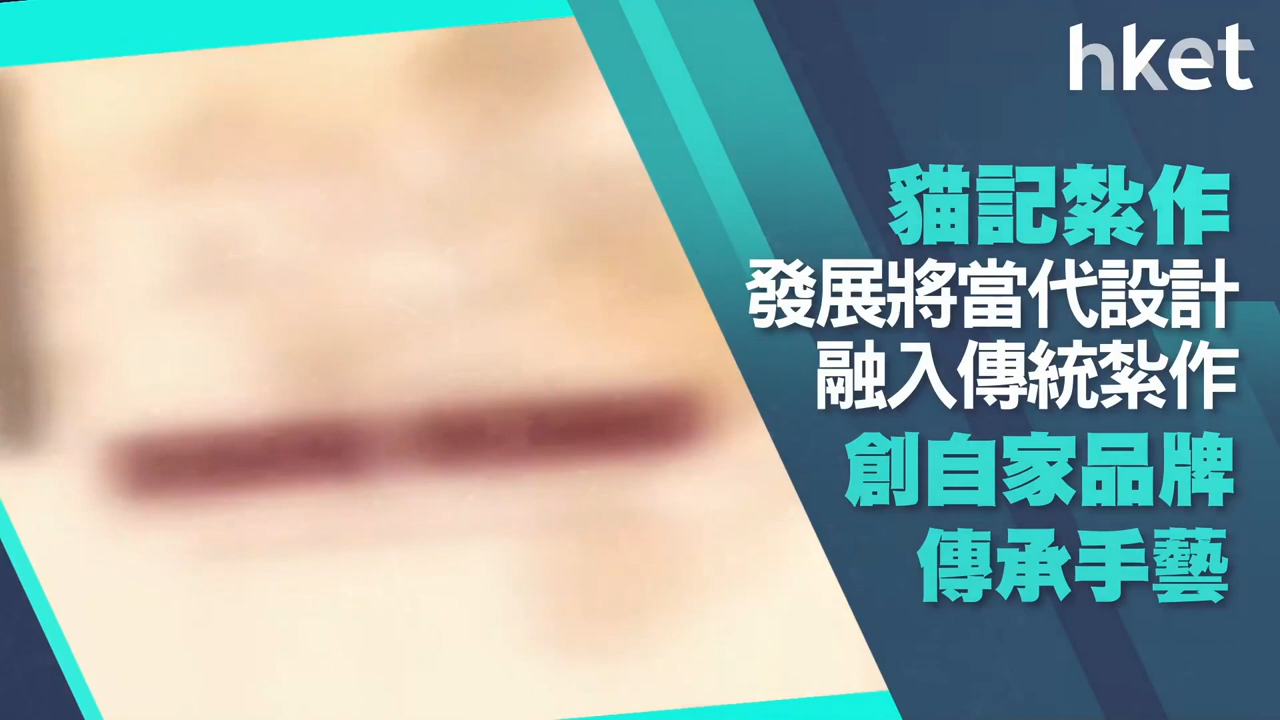 hket
貓記紮作
發展將當代設計
融入傳統紮作
創自家品牌
傳承手藝